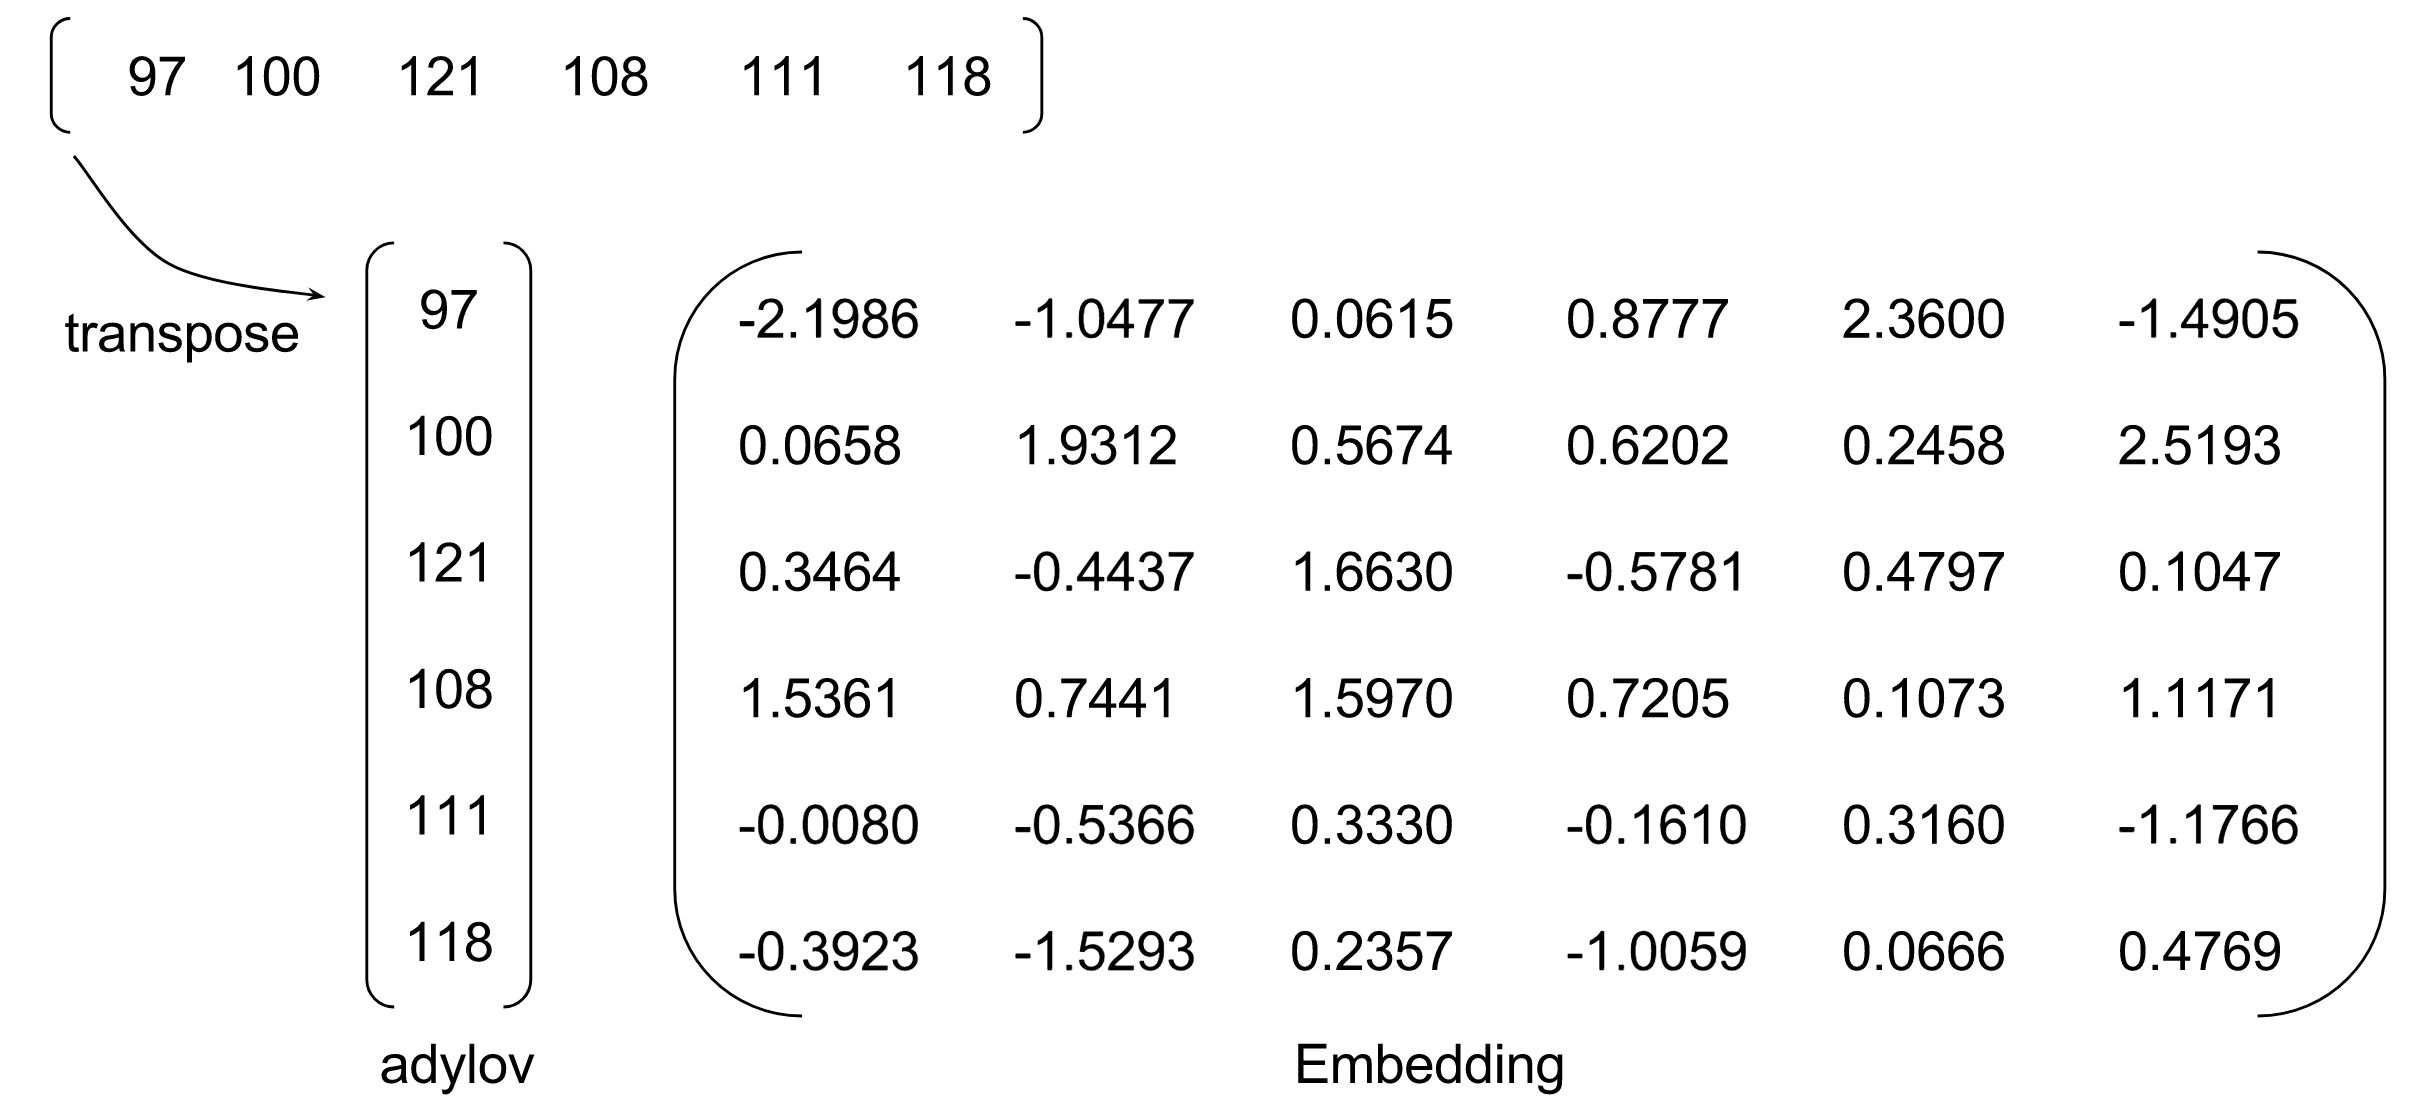 97 100 121 108 111 118
transpose
97 -2.1986 -1.0477 0.0615 0.8777 2.3600 -1.4905
100 0.0658 1.9312 0.5674 0.6202 0.2458 2.5193
121 0.3464 -0.4437 1.6630 -0.5781 0.4797 0.1047
108 1.5361 0.7441 1.5970 0.7205 0.1073 1.1171
111 -0.0080 -0.5366 0.3330 -0.1610 0.3160 -1.1766
118 -0.3923 -1.5293 0.2357 -1.0059 0.0666 0.4769
adylov Embedding